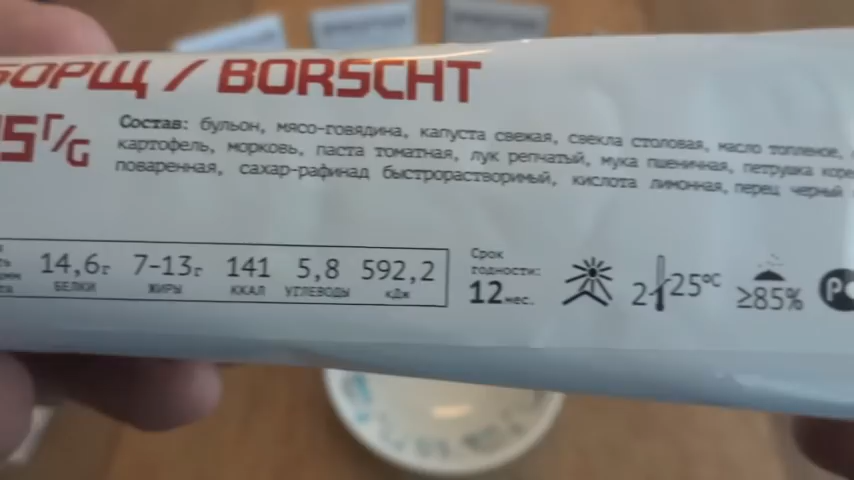 БОРЩ / BORSCHT
5 Г/G
Состав: бульон, мясо-говядина, капуста свежая, свекла столовая, масло топленое,
картофель, морковь, паста томатная, лук репчатый, мука пшеничная, петрушка
поваренная, сахар-рафинад быстрорастворимый, кислота лимонная, перец черный
14,6г 7-13г 141 5,8 592,2
БЕЛКИ ЖИРЫ ККАЛ УГЛЕВОДЫ кДж
Срок
годности:
12 мес.
2 25°C
≥85%